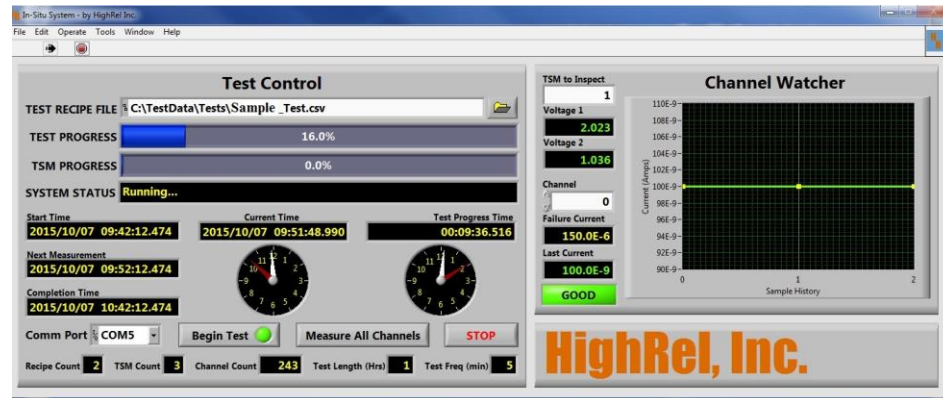 In-Situ System - by HighRel Inc.
File Edit Operate Tools Window Help
Test Control
TEST RECIPE FILE C:\TestData\Tests\Sample _Test.csv
TEST PROGRESS 16.0%
TSM PROGRESS 0.0%
SYSTEM STATUS Running...
Start Time
2015/10/07 09:42:12.474
Current Time
2015/10/07 09:51:48.990
Test Progress Time
00:09:36.516
Next Measurement
2015/10/07 09:52:12.474
Completion Time
2015/10/07 10:42:12.474
Comm Port COM5 Begin Test Measure All Channels STOP
Recipe Count 2 TSM Count 3 Channel Count 243 Test Length (Hrs) 1 Test Freq (min) 5
TSM to Inspect
1
Voltage 1
2.023
Voltage 2
1.036
Channel
0
Failure Current
150.0E-6
Last Current
100.0E-9
GOOD
Channel Watcher
Current (Amps)
110E-9
108E-9
106E-9
104E-9
102E-9
100E-9
98E-9
96E-9
94E-9
92E-9
90E-9
0 1 2
Sample History
HighRel, Inc.